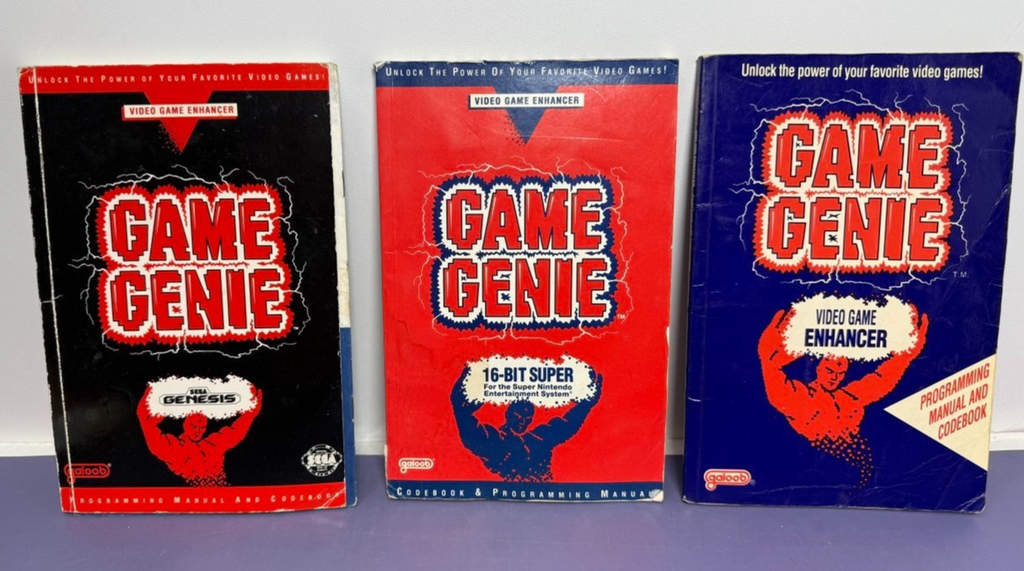 UNLOCK THE POWER OF YOUR FAVORITE VIDEO GAMES!
VIDEO GAME ENHANCER
GAME
GENIE
SEGA
GENESIS
galoob®
SEGA
PROGRAMMING MANUAL AND CODEBOOK
UNLOCK THE POWER OF YOUR FAVORITE VIDEO GAMES!
VIDEO GAME ENHANCER
GAME
GENIE
TM
16-BIT SUPER
For the Super Nintendo
Entertainment System®
galoob
CODEBOOK & PROGRAMMING MANUAL
Unlock the power of your favorite video games!
GAME
GENIE
T.M.
VIDEO GAME
ENHANCER
PROGRAMMING
MANUAL AND
CODEBOOK
galoob®